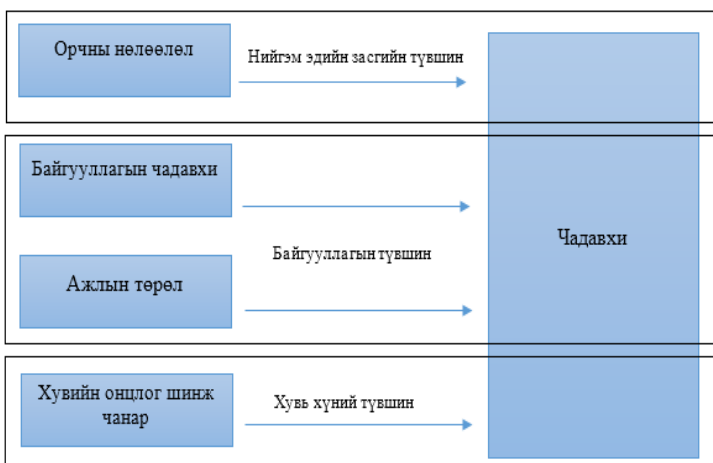 Орчны нөлөөлөл
Нийгэм эдийн засгийн түвшин
Байгууллагын чадавхи
Чадавхи
Байгууллагын түвшин
Ажлын төрөл
Хувийн онцлог шинж
чанар
Хувь хүний түвшин